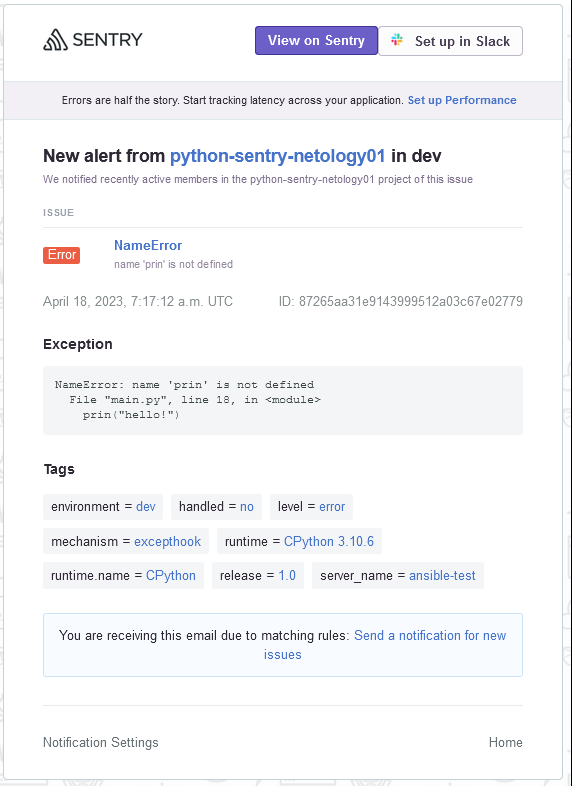 SENTRY
View on Sentry
Set up in Slack
Errors are half the story. Start tracking latency across your application. Set up Performance
New alert from python-sentry-netology01 in dev
We notified recently active members in the python-sentry-netology01 project of this issue
ISSUE
Error
NameError
name 'prin' is not defined
April 18, 2023, 7:17:12 a.m. UTC
ID: 87265aa31e9143999512a03c67e02779
Exception
NameError: name 'prin' is not defined
File "main.py", line 18, in <module>
prin("hello!")
Tags
environment = dev
handled = no
level = error
mechanism = excepthook
runtime = CPython 3.10.6
runtime.name = CPython
release = 1.0
server_name = ansible-test
You are receiving this email due to matching rules: Send a notification for new
issues
Notification Settings
Home